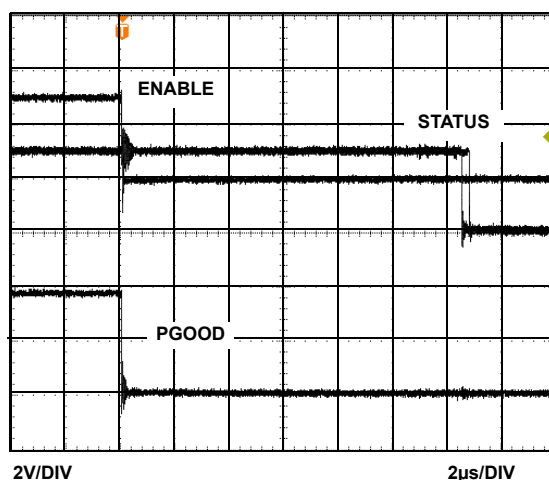 T
ENABLE
STATUS
PGOOD
2V/DIV
2µs/DIV